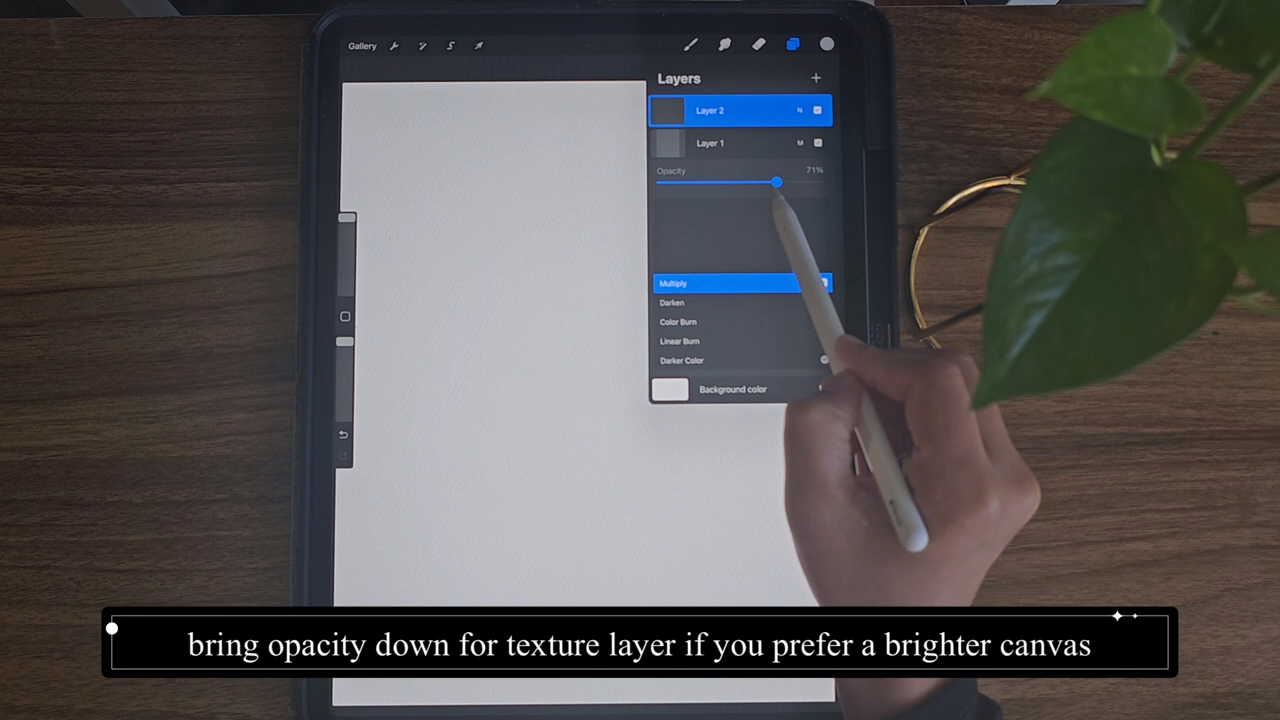 Gallery
Layers
Layer 2 N
Layer 1 M
Opacity 71%
Multiply
Darken
Color Burn
Linear Burn
Darker Color
Background color
bring opacity down for texture layer if you prefer a brighter canvas